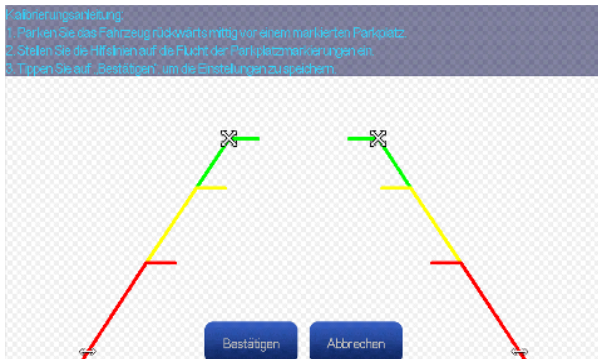 Kalibrierungsanleitung:
1. Parken Sie das Fahrzeug rückwärts mittig vor einem markierten Parkplatz.
2. Stellen Sie die Hilfslinien auf die Flucht der Parkplatzmarkierungen ein.
3. Tippen Sie auf „Bestätigen“, um die Einstellungen zu speichern.
Bestätigen
Abbrechen